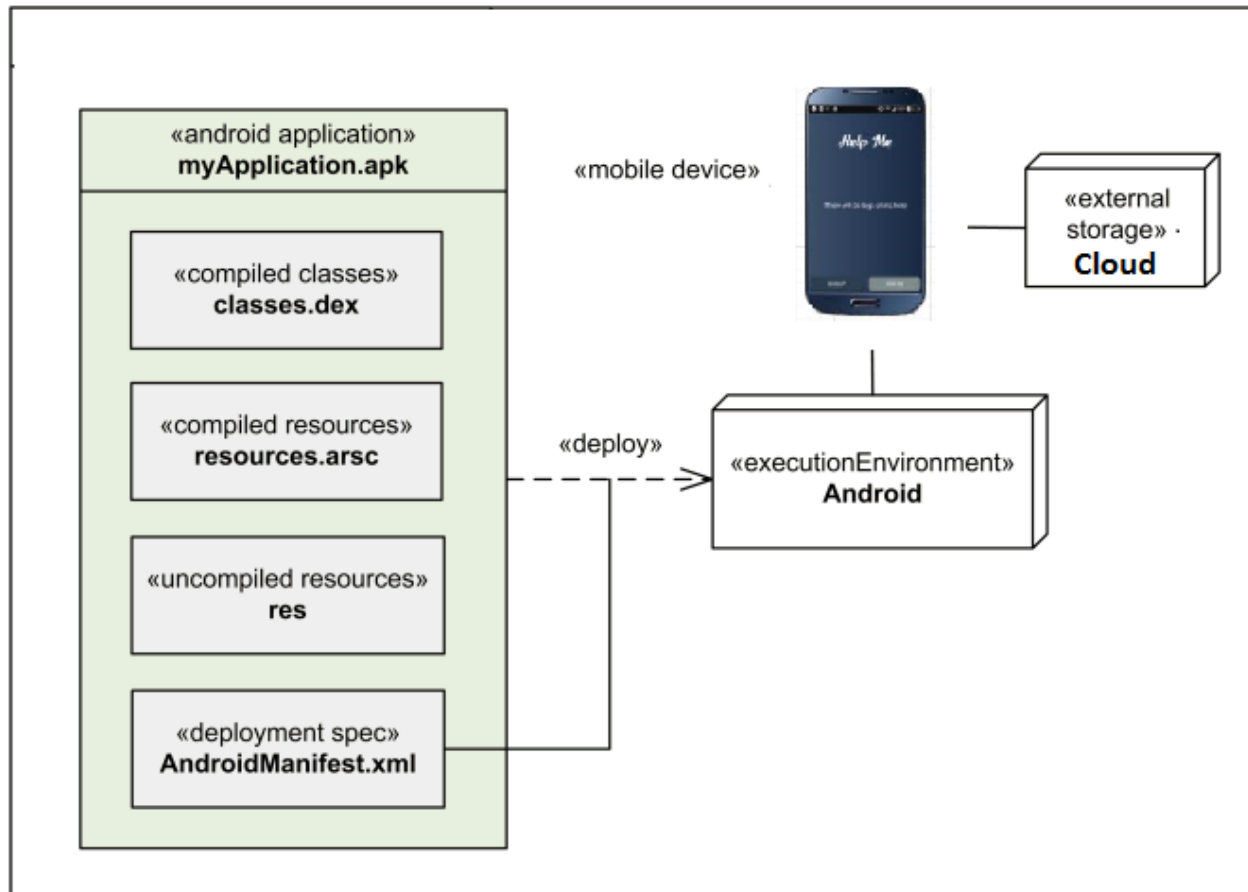 «android application»
myApplication.apk
«compiled classes»
classes.dex
«compiled resources»
resources.arsc
«uncompiled resources»
res
«deployment spec»
AndroidManifest.xml
«deploy»
«mobile device»
Help Me
«external
storage»
Cloud
«executionEnvironment»
Android